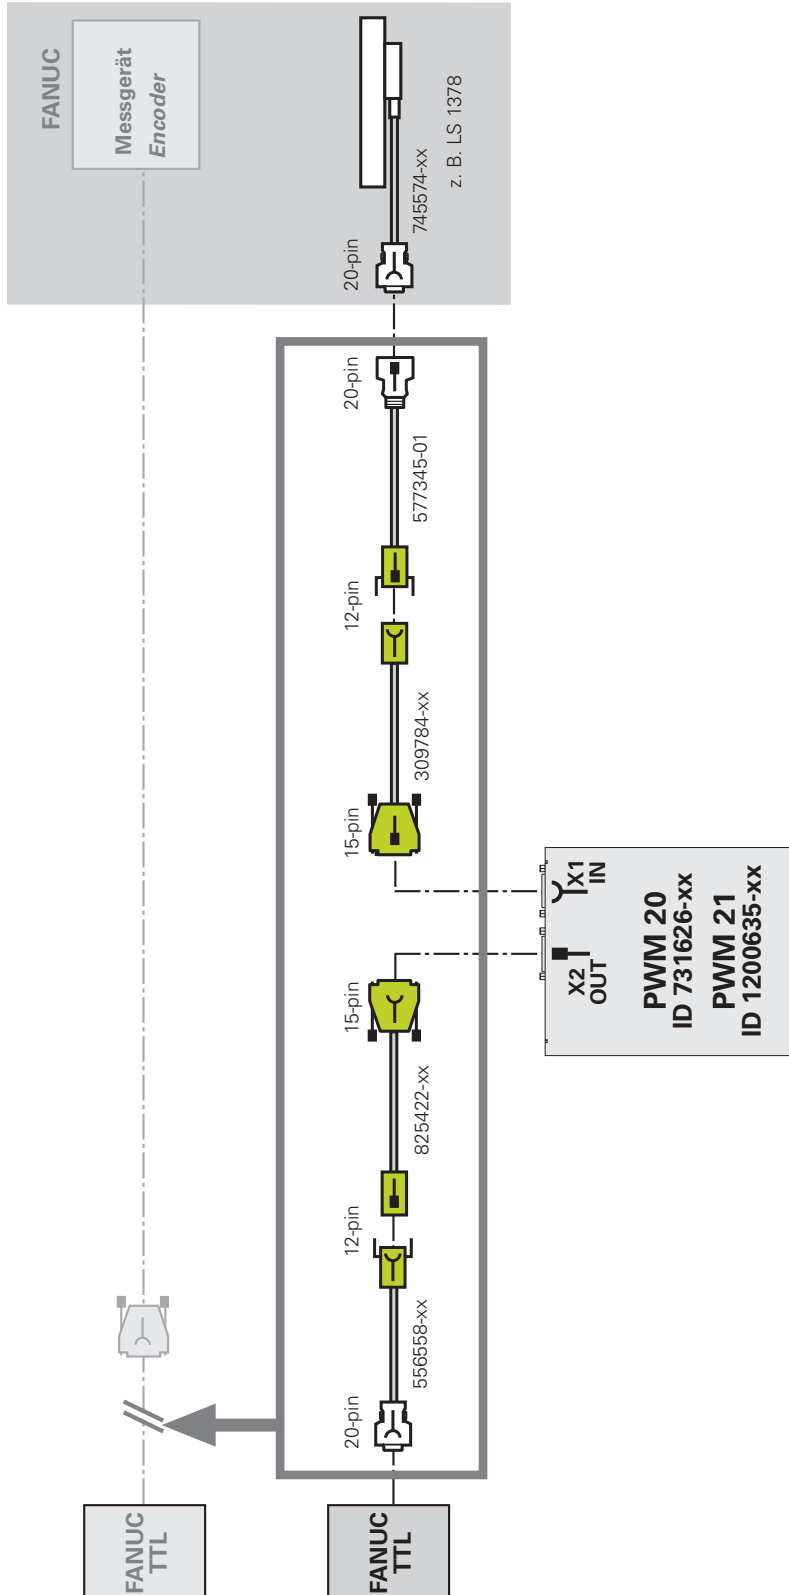 FANUC
Messgerät
Encoder
z. B. LS 1378
745574-xx
20-pin
20-pin
577345-01
12-pin
309784-xx
15-pin
X1
IN
X2
OUT
PWM 20
ID 731626-xx
PWM 21
ID 1200635-xx
15-pin
825422-xx
12-pin
556558-xx
20-pin
FANUC
TTL
FANUC
TTL